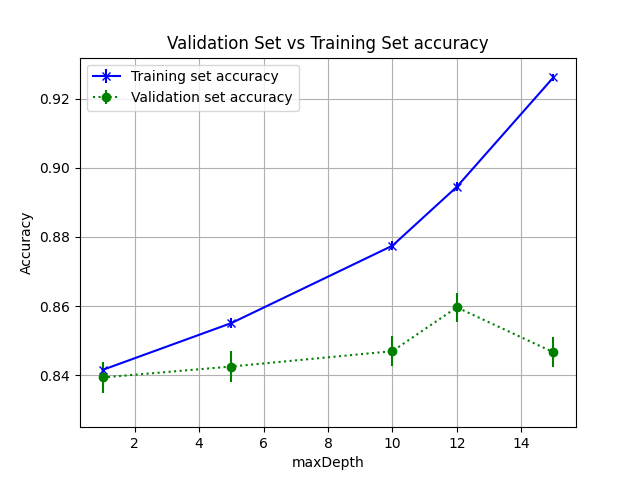 Validation Set vs Training Set accuracy
Training set accuracy
Validation set accuracy
0.92
0.90
0.88
0.86
0.84
Accuracy
2 4 6 8 10 12 14
maxDepth